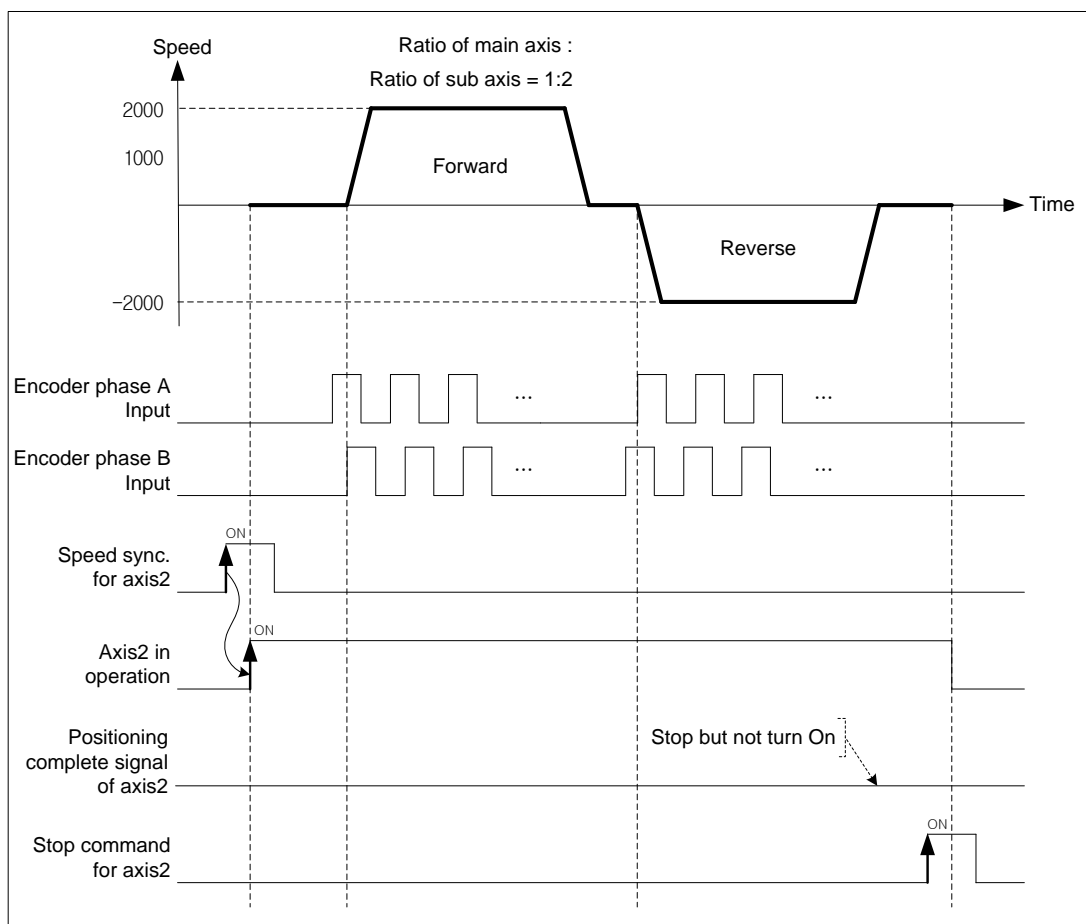 Speed
Ratio of main axis :
Ratio of sub axis = 1:2
2000
1000
Forward
Time
Reverse
−2000
Encoder phase A
Input
...
...
Encoder phase B
Input
...
...
Speed sync.
for axis2
ON
Axis2 in
operation
ON
Positioning
complete signal
of axis2
Stop but not turn On
Stop command
for axis2
ON